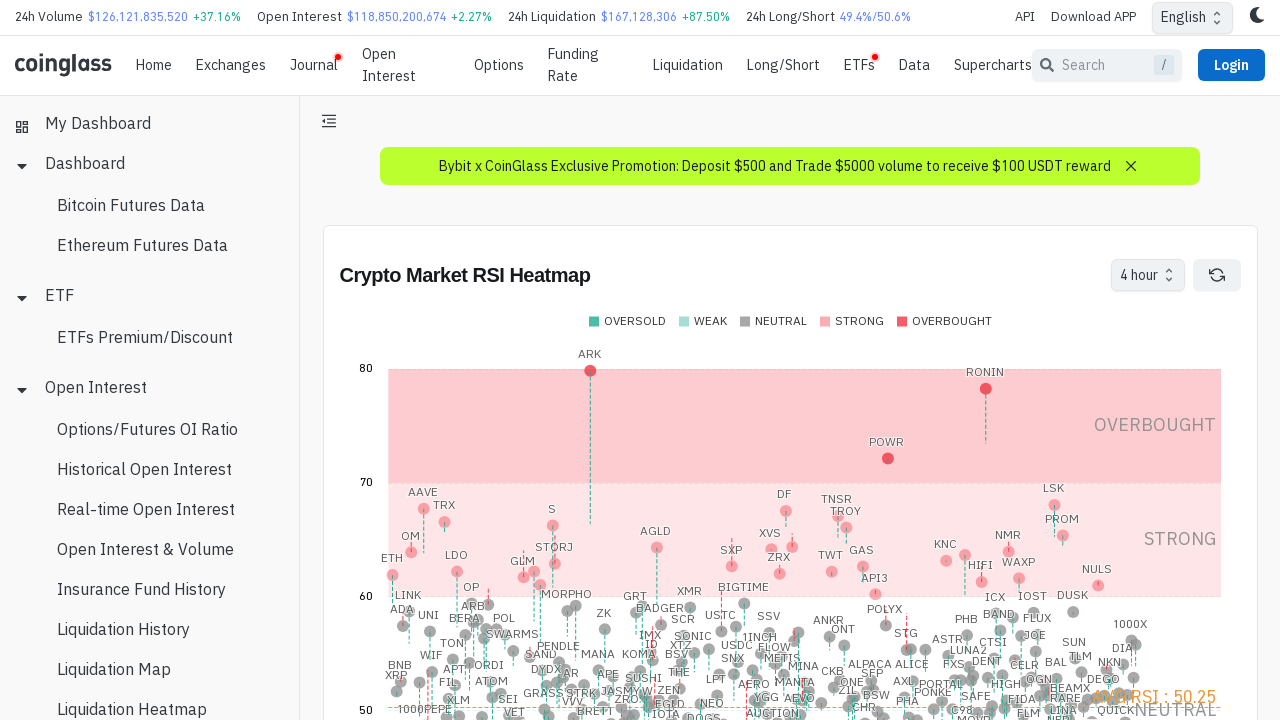 24h Volume $126,121,835,520 +37.16% Open Interest $118,850,200,674 +2.27% 24h Liquidation $167,128,306 +87.50% 24h Long/Short 49.4%/50.6% API Download APP English
coinglass Home Exchanges Journal Open Interest Options Funding Rate Liquidation Long/Short ETFs Data Supercharts Search / Login
My Dashboard
Dashboard
Bitcoin Futures Data
Ethereum Futures Data
ETF
ETFs Premium/Discount
Open Interest
Options/Futures OI Ratio
Historical Open Interest
Real-time Open Interest
Open Interest & Volume
Insurance Fund History
Liquidation History
Liquidation Map
Liquidation Heatmap
Bybit x CoinGlass Exclusive Promotion: Deposit $500 and Trade $5000 volume to receive $100 USDT reward
Crypto Market RSI Heatmap 4 hour
OVERSOLD WEAK NEUTRAL STRONG OVERBOUGHT
ARK
80
RONIN
OVERBOUGHT
POWR
70
AAVE TRX DF TNSR LSK
S TROY PROM
OM AGLD XVS STRONG
NMR
ETH LDO GLM STORJ SXP ZRX TWT GAS KNC HIFI WAXP NULS
API3
OP MORPHO XMR BIGTIME
60
LINK GRT ICX IOST DUSK
ADA UNI ARB BERA POL ZK BADGER SCR USTC SSV ANKR POLYX PHB BAND FLUX 1000X
TON SWARMS PENDLE IMX ID SONIC XTZ USDC 1INCH FLOW ONT STG ASTR CTSI JOE SUN DIA
WIF SAND MANA KOMA BSV SNX METIS LUNA2 TLM
BNB XRP APT ORDI DYDX AR APE SUSHI THE LPT MINA CKB ALPACA ALICE FXS DENT CELR BAL NKN
FIL ATOM GRASS STRK JASMY ZEN AERO MANTA ONE SFP AXL PORTAL HIGH OGN BEAMX DEGO
XLM SEI ZRO NEO YGG AEVO ZIL BSW PHA PONKE SAFE FIDA RARE AVG RSI : 50.25
50
1000PEPE VET BRETT EGLD IOTA AUCTION CHR C98 FLM LINA QUICK NEUTRAL